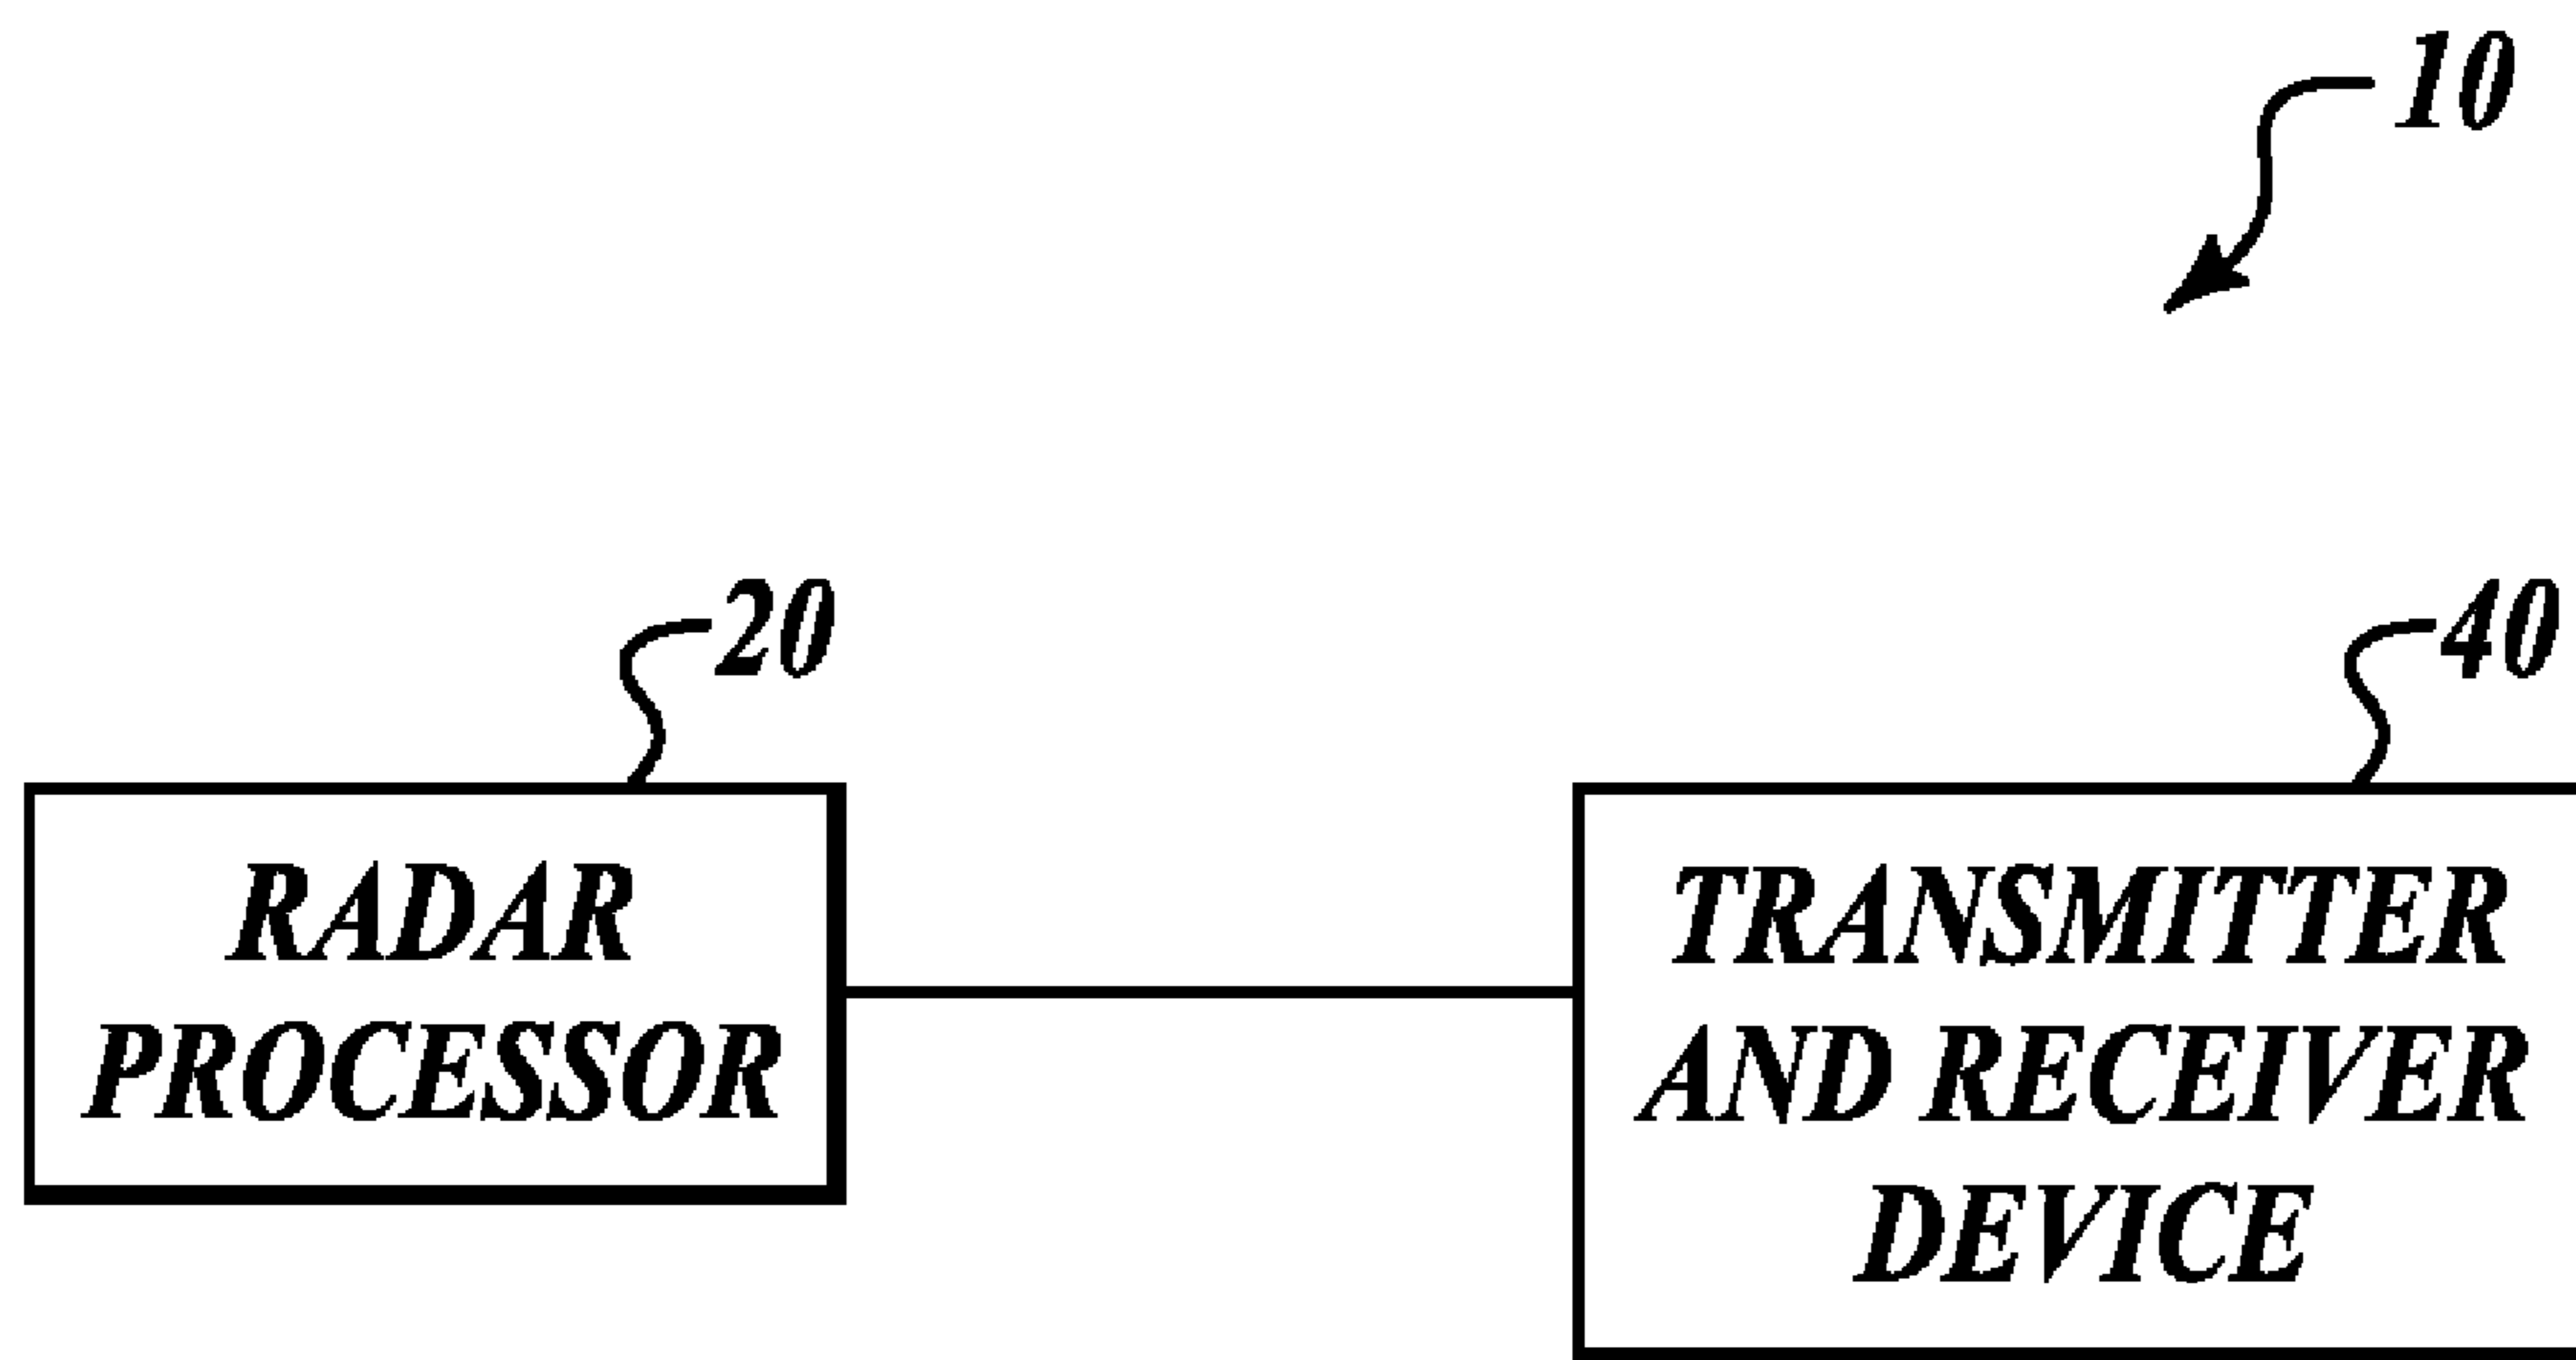 10
20
40
RADAR
PROCESSOR
TRANSMITTER
AND RECEIVER
DEVICE